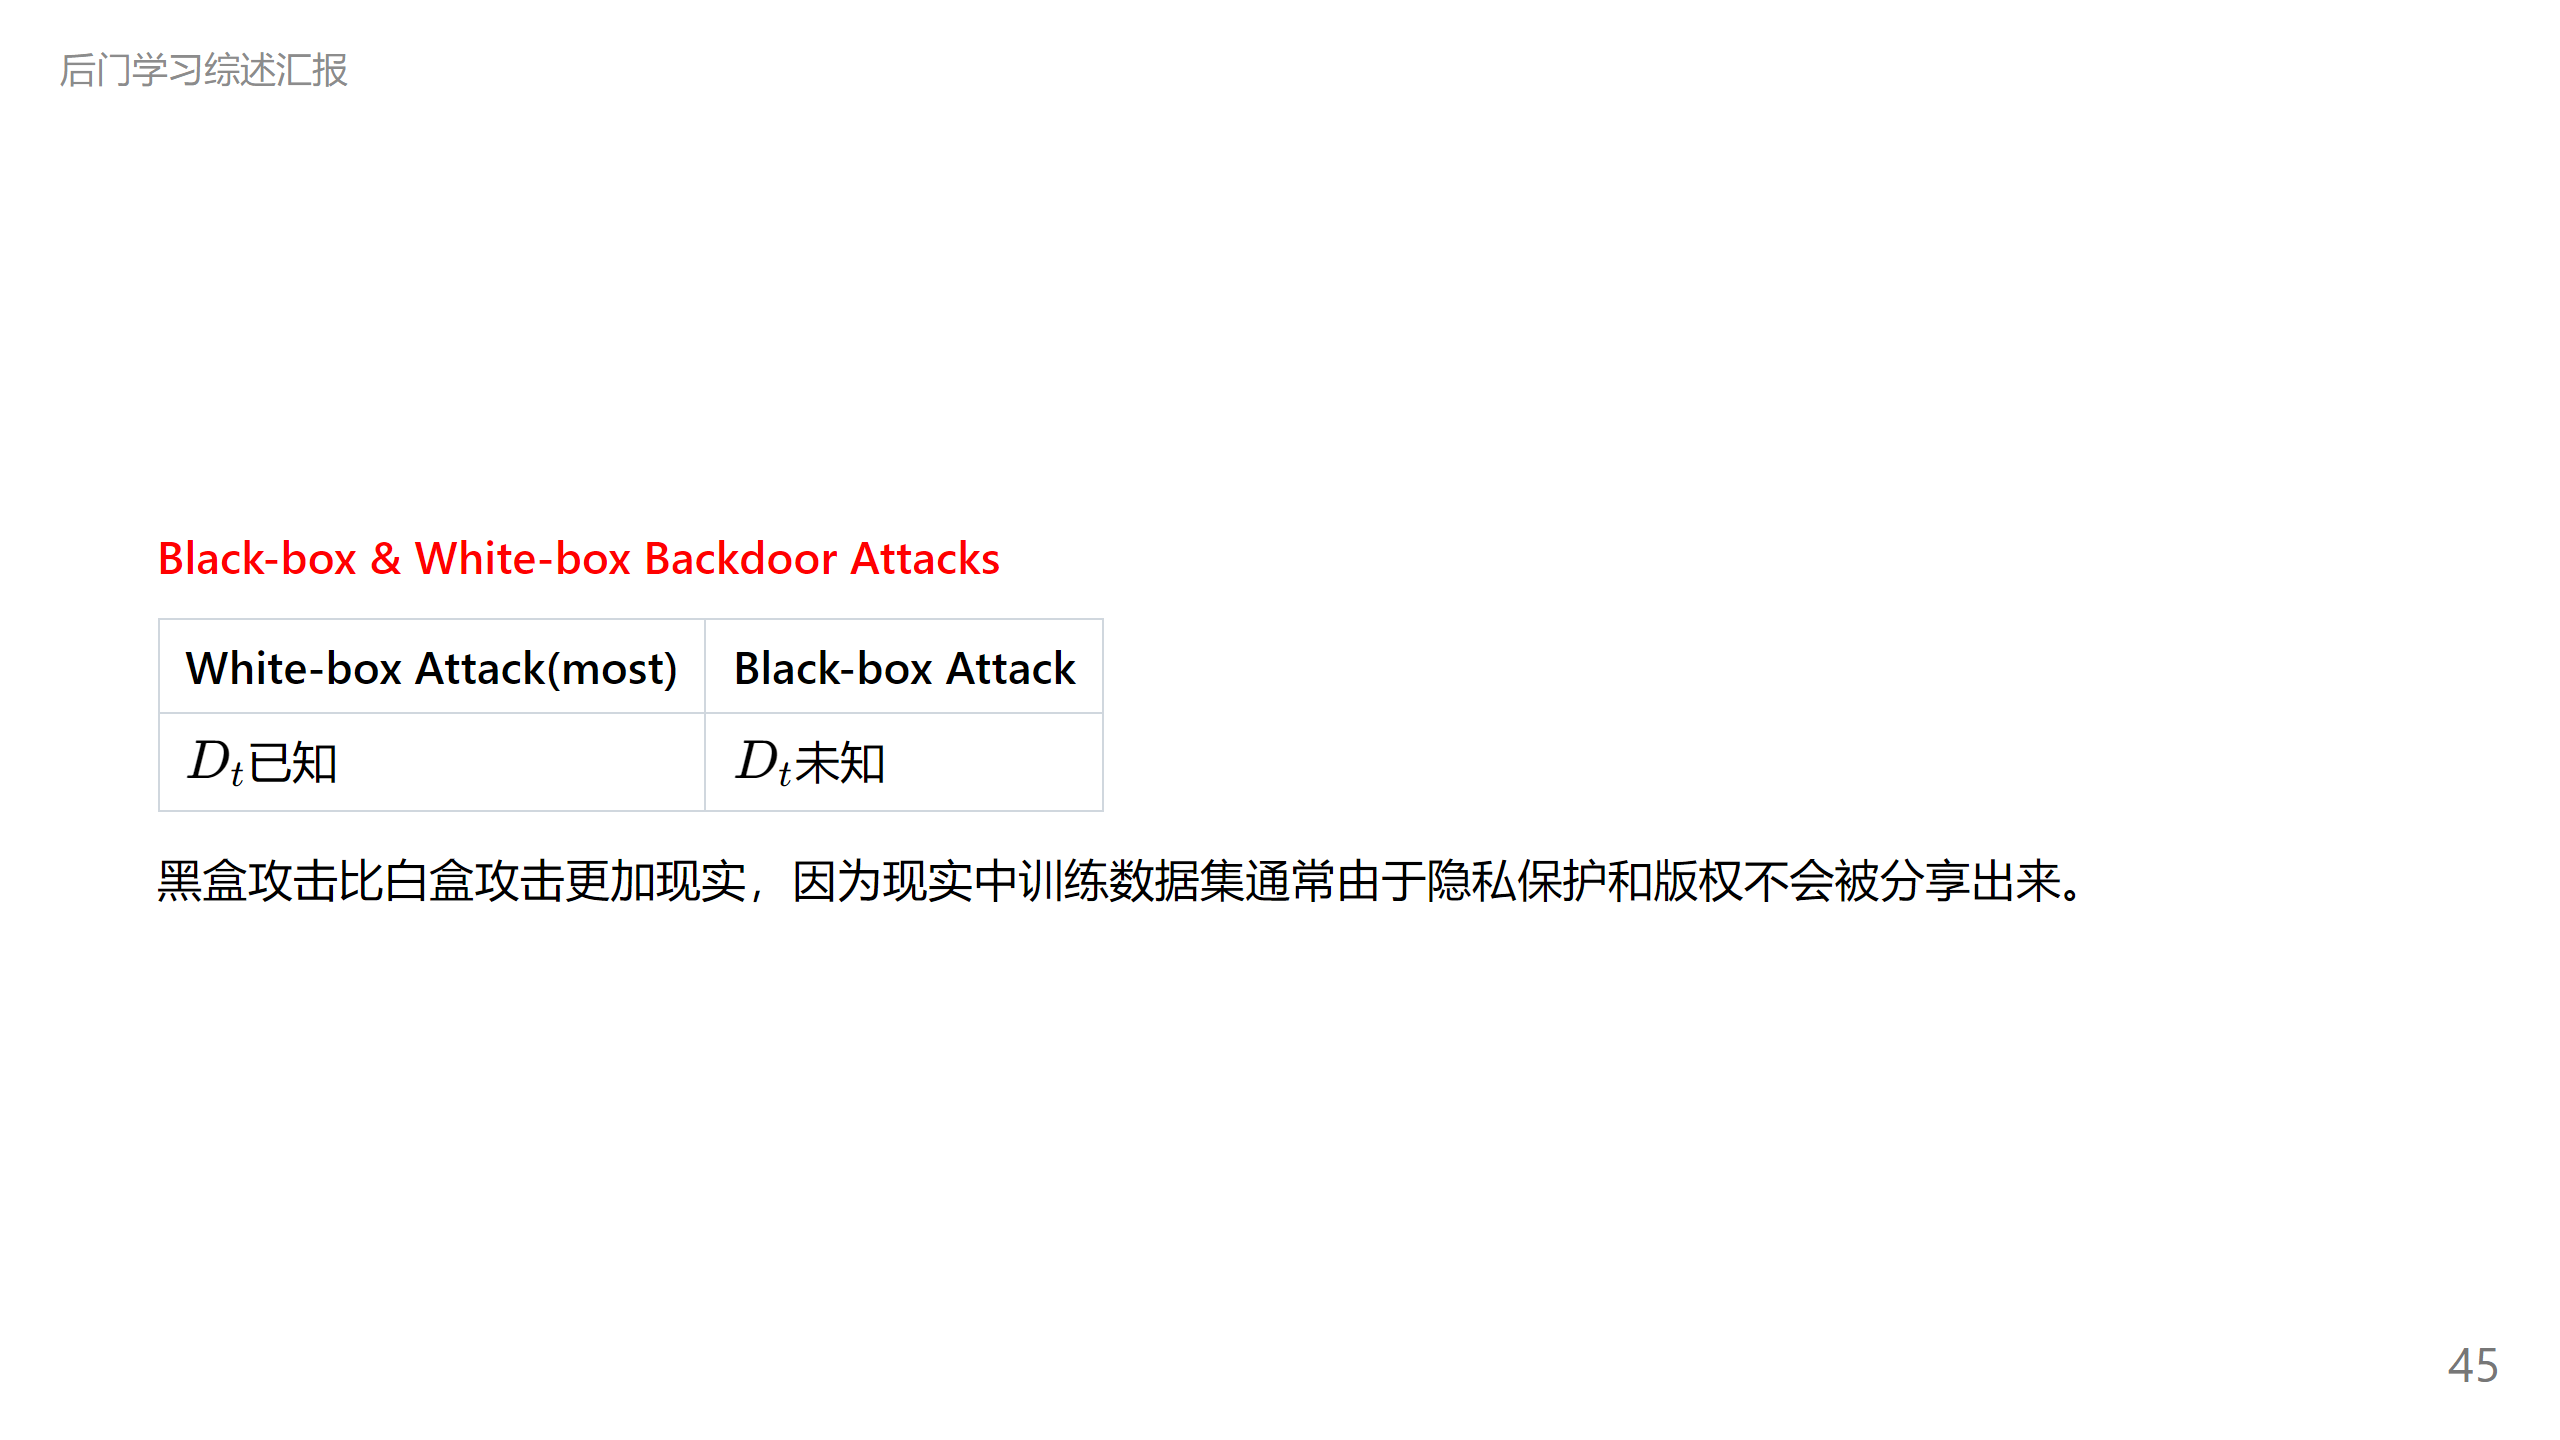 后门学习综述汇报
Black-box & White-box Backdoor Attacks
White-box Attack(most) Black-box Attack
D_t已知 D_t未知
黑盒攻击比白盒攻击更加现实，因为现实中训练数据集通常由于隐私保护和版权不会被分享出来。
45